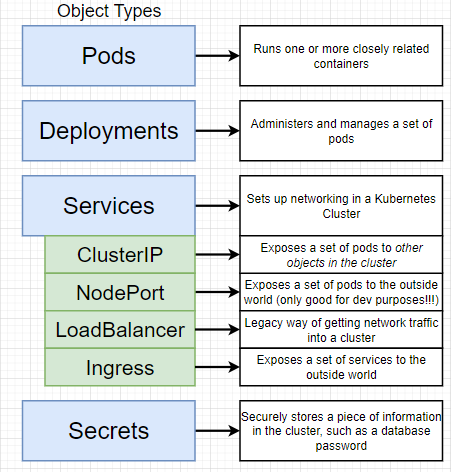 Object Types
Pods
Runs one or more closely related
containers
Deployments
Administers and manages a set of
pods
Services
Sets up networking in a Kubernetes
Cluster
ClusterIP
Exposes a set of pods to other
objects in the cluster
NodePort
Exposes a set of pods to the outside
world (only good for dev purposes!!!)
LoadBalancer
Legacy way of getting network traffic
into a cluster
Ingress
Exposes a set of services to the
outside world
Secrets
Securely stores a piece of information
in the cluster, such as a database
password